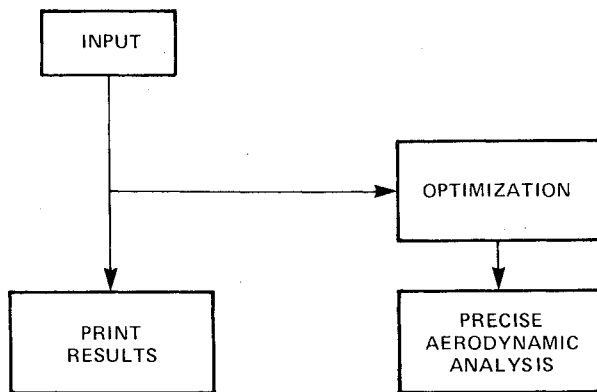 INPUT
OPTIMIZATION
PRINT
RESULTS
PRECISE
AERODYNAMIC
ANALYSIS